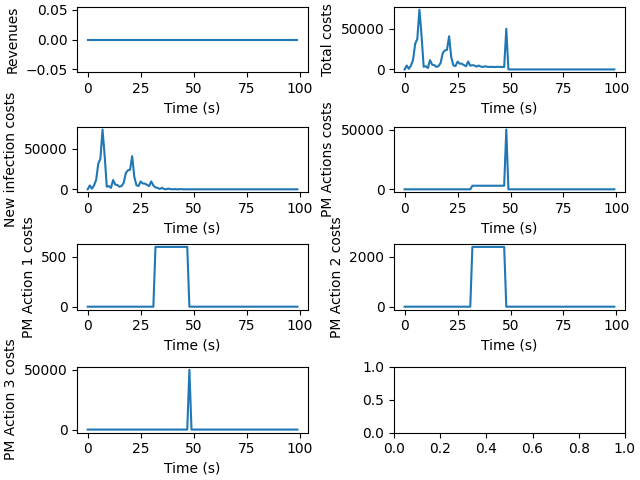 Revenues
0.05
0.00
−0.05
0 25 50 75 100
Time (s)
Total costs
50000
0
0 25 50 75 100
Time (s)
New infection costs
50000
0
0 25 50 75 100
Time (s)
PM Actions costs
50000
0
0 25 50 75 100
Time (s)
PM Action 1 costs
500
0
0 25 50 75 100
Time (s)
PM Action 2 costs
2000
0
0 25 50 75 100
Time (s)
PM Action 3 costs
50000
0
0 25 50 75 100
Time (s)
1.0
0.5
0.0
0.0 0.2 0.4 0.6 0.8 1.0